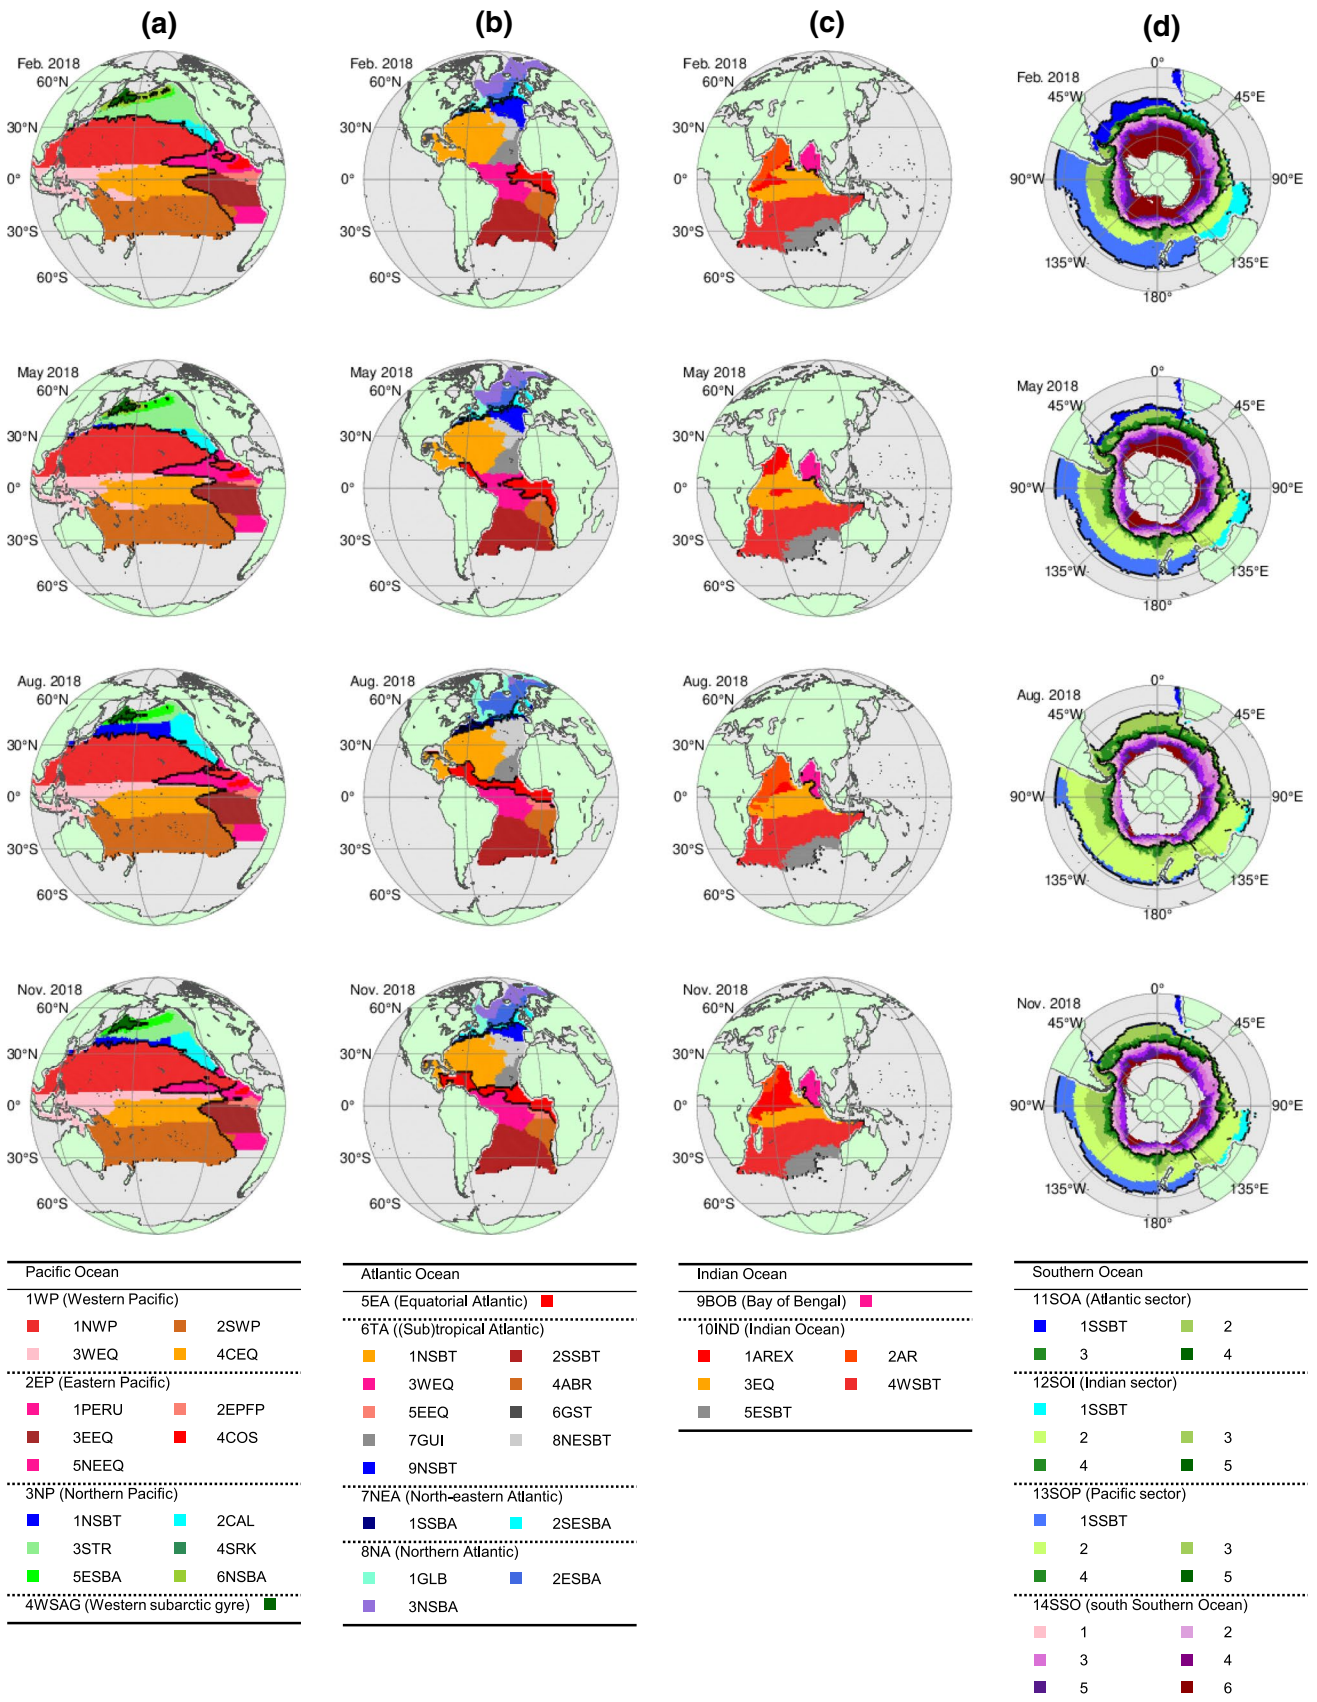 (a) (b) (c) (d)
Feb. 2018 Feb. 2018 Feb. 2018 Feb. 2018
0°
60°N 60°N 60°N 45°W 45°E
30°N 30°N 30°N
0° 0° 0° 90°W 90°E
30°S 30°S 30°S
60°S 60°S 60°S 135°W 135°E
180°
May 2018 May 2018 May 2018 May 2018
0°
60°N 60°N 60°N 45°W 45°E
30°N 30°N 30°N
0° 0° 0° 90°W 90°E
30°S 30°S 30°S
60°S 60°S 60°S 135°W 135°E
180°
Aug. 2018 Aug. 2018 Aug. 2018 Aug. 2018
0°
60°N 60°N 60°N 45°W 45°E
30°N 30°N 30°N
0° 0° 0° 90°W 90°E
30°S 30°S 30°S
60°S 60°S 60°S 135°W 135°E
180°
Nov. 2018 Nov. 2018 Nov. 2018 Nov. 2018
0°
60°N 60°N 60°N 45°W 45°E
30°N 30°N 30°N
0° 0° 0° 90°W 90°E
30°S 30°S 30°S
60°S 60°S 60°S 135°W 135°E
180°
Pacific Ocean
1WP (Western Pacific)
1NWP 2SWP
3WEQ 4CEQ
2EP (Eastern Pacific)
1PERU 2EPFP
3EEQ 4COS
5NEEQ
3NP (Northern Pacific)
1NSBT 2CAL
3STR 4SRK
5ESBA 6NSBA
4WSAG (Western subarctic gyre)
Atlantic Ocean
5EA (Equatorial Atlantic)
6TA ((Sub)tropical Atlantic)
1NSBT 2SSBT
3WEQ 4ABR
5EEQ 6GST
7GUI 8NESBT
9NSBT
7NEA (North-eastern Atlantic)
1SSBA 2SESBA
8NA (Northern Atlantic)
1GLB 2ESBA
3NSBA
Indian Ocean
9BOB (Bay of Bengal)
10IND (Indian Ocean)
1AREX 2AR
3EQ 4WSBT
5ESBT
Southern Ocean
11SOA (Atlantic sector)
1SSBT 2
3 4
12SOI (Indian sector)
1SSBT
2 3
4 5
13SOP (Pacific sector)
1SSBT
2 3
4 5
14SSO (south Southern Ocean)
1 2
3 4
5 6